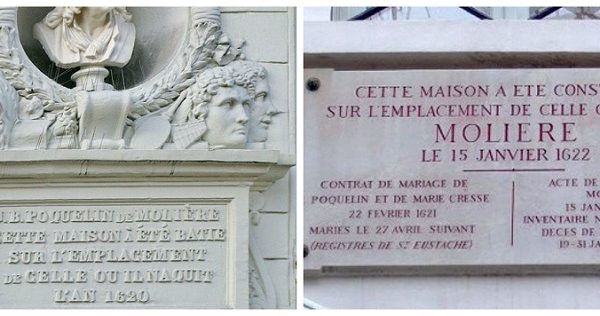 J.B. POQUELIN DE MOLIÈRE
CETTE MAISON A ÉTÉ BATIE
SUR L'EMPLACEMENT
DE CELLE OU IL NAQUIT
L'AN 1620
CETTE MAISON A ETE CONST
SUR L'EMPLACEMENT DE CELLE
MOLIERE
LE 15 JANVIER 1622
CONTRAT DE MARIAGE DE
POQUELIN ET DE MARIE CRESSE
22 FEVRIER 1621
MARIES LE 27 AVRIL SUIVANT
(REGISTRES DE ST EUSTACHE)
ACTE DE
MO
15 JAN
INVENTAIRE
DECES DE
19-31 JA